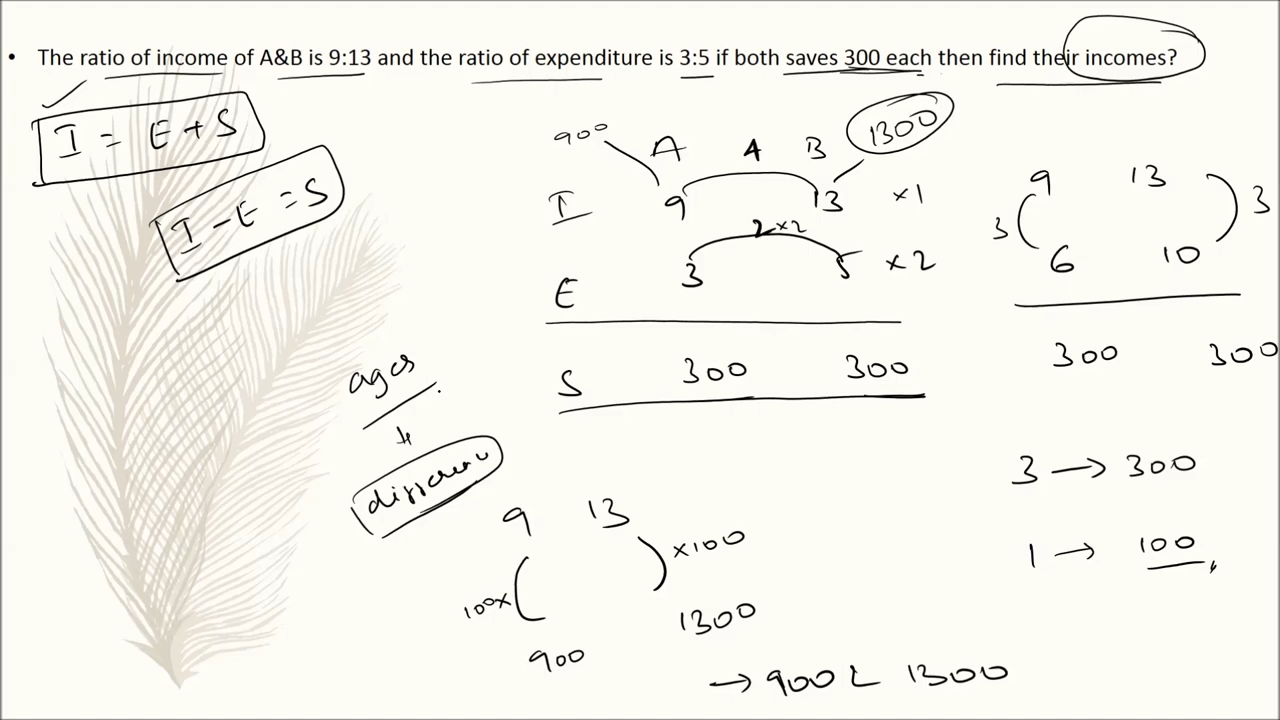 • The ratio of income of A&B is 9:13 and the ratio of expenditure is 3:5 if both saves 300 each then find their incomes?
I = E + S
I - E = S
900 A 4 B 1300
I 9 13 ×1
2 ×2
E 3 5 ×2
S 300 300
9 13
3 3
6 10
300 300
ages
3 → 300
1 → 100
9 13
100× ×100
900 1300
→ 900 & 1300